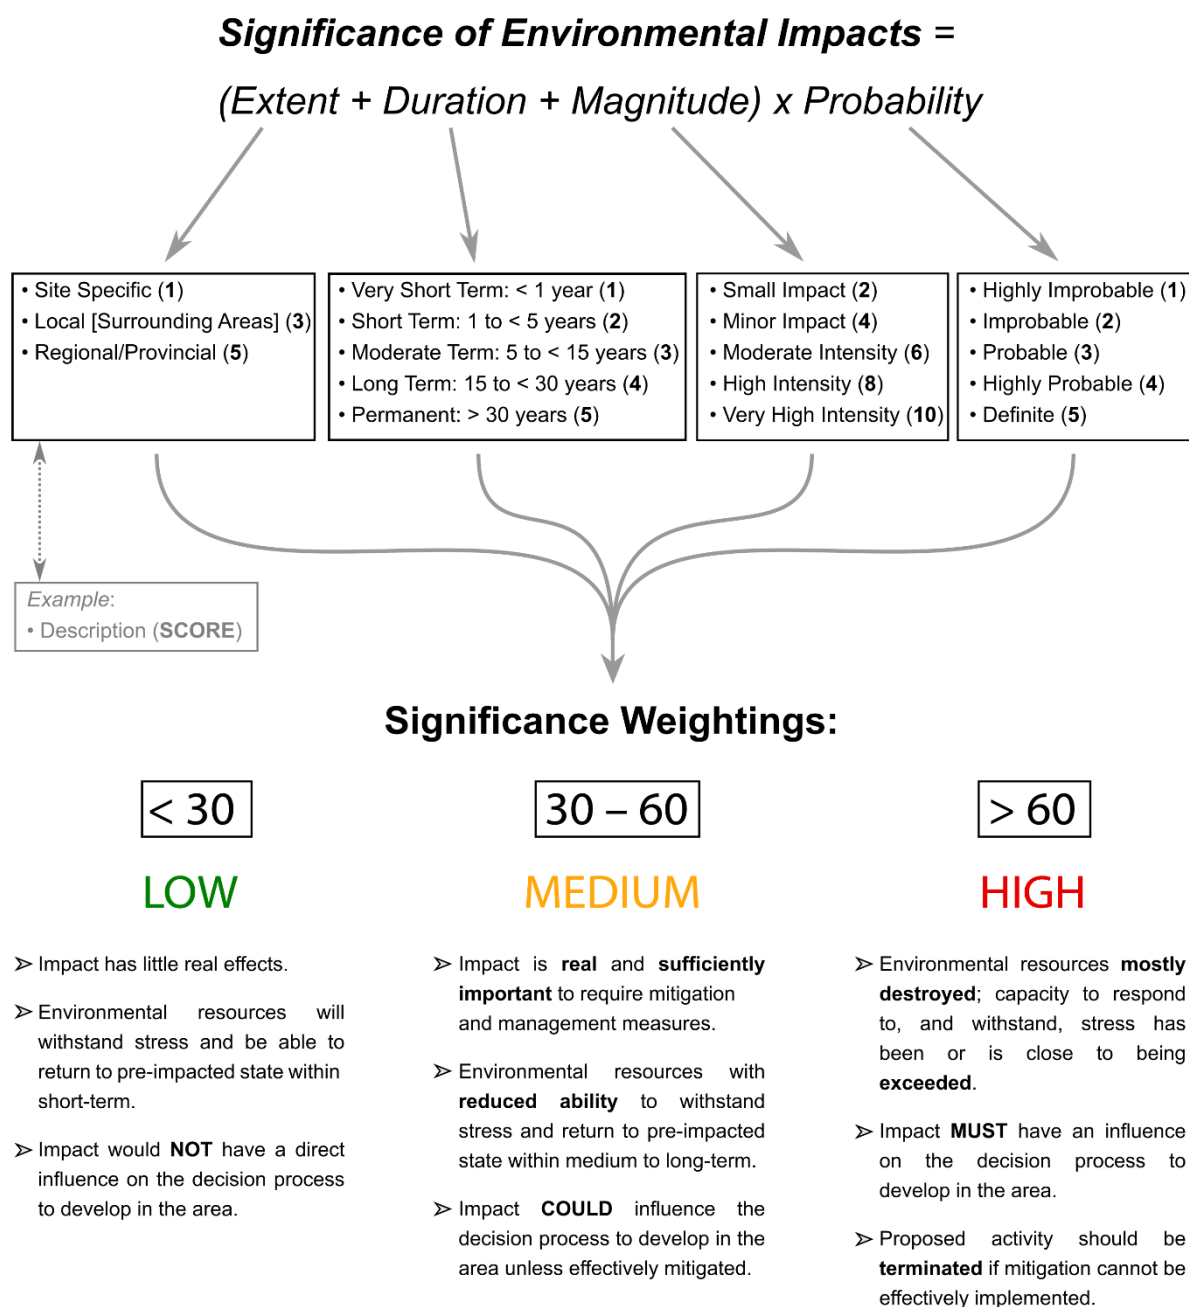 Significance of Environmental Impacts =
(Extent + Duration + Magnitude) x Probability
• Site Specific (1)
• Local [Surrounding Areas] (3)
• Regional/Provincial (5)
• Very Short Term: < 1 year (1)
• Short Term: 1 to < 5 years (2)
• Moderate Term: 5 to < 15 years (3)
• Long Term: 15 to < 30 years (4)
• Permanent: > 30 years (5)
• Small Impact (2)
• Minor Impact (4)
• Moderate Intensity (6)
• High Intensity (8)
• Very High Intensity (10)
• Highly Improbable (1)
• Improbable (2)
• Probable (3)
• Highly Probable (4)
• Definite (5)
Example:
• Description (SCORE)
Significance Weightings:
< 30
LOW
➢ Impact has little real effects.
➢ Environmental resources will
withstand stress and be able to
return to pre-impacted state within
short-term.
➢ Impact would NOT have a direct
influence on the decision process
to develop in the area.
30 – 60
MEDIUM
➢ Impact is real and sufficiently
important to require mitigation
and management measures.
➢ Environmental resources with
reduced ability to withstand
stress and return to pre-impacted
state within medium to long-term.
➢ Impact COULD influence the
decision process to develop in the
area unless effectively mitigated.
> 60
HIGH
➢ Environmental resources mostly
destroyed; capacity to respond
to, and withstand, stress has
been or is close to being
exceeded.
➢ Impact MUST have an influence
on the decision process to
develop in the area.
➢ Proposed activity should be
terminated if mitigation cannot be
effectively implemented.